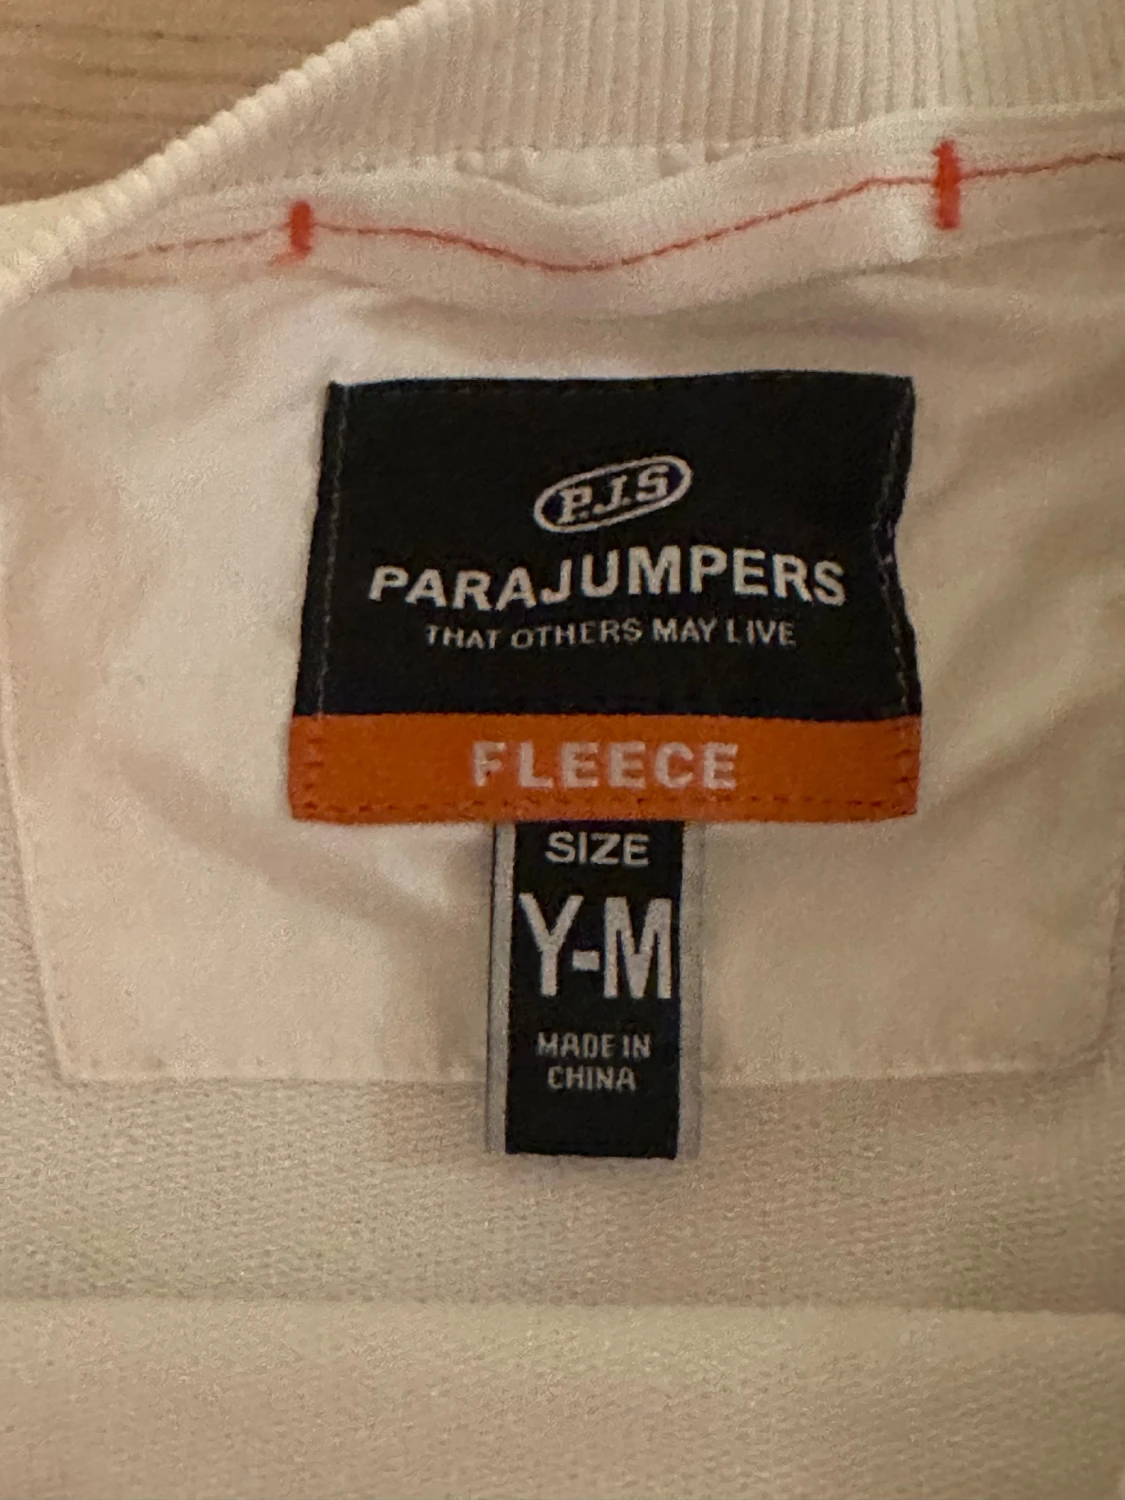 P.J.S
PARAJUMPERS
THAT OTHERS MAY LIVE
FLEECE
SIZE
Y-M
MADE IN
CHINA